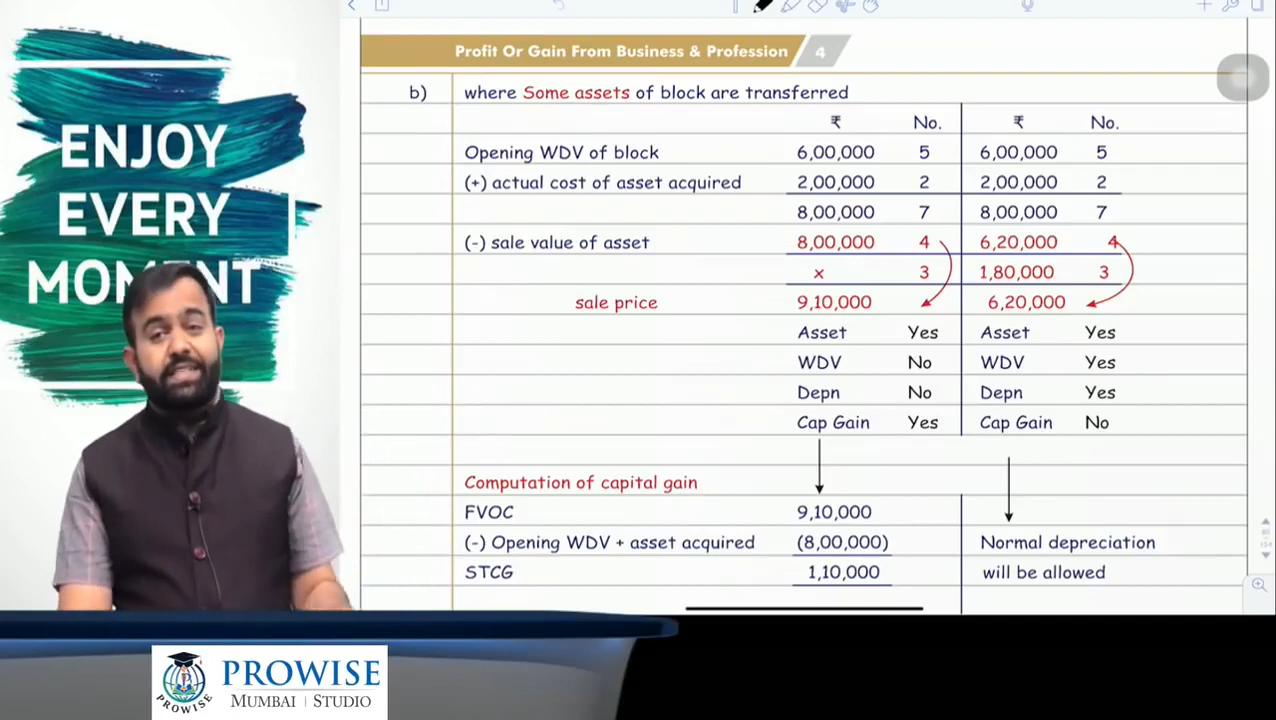 ENJOY
EVERY
MOMENT
Profit Or Gain From Business & Profession 4
b) where Some assets of block are transferred
₹ No. ₹ No.
Opening WDV of block 6,00,000 5 6,00,000 5
(+) actual cost of asset acquired 2,00,000 2 2,00,000 2
8,00,000 7 8,00,000 7
(-) sale value of asset 8,00,000 4 6,20,000 4
x 3 1,80,000 3
sale price 9,10,000 6,20,000
Asset Yes Asset Yes
WDV No WDV Yes
Depn No Depn Yes
Cap Gain Yes Cap Gain No
Computation of capital gain
FVOC 9,10,000
(-) Opening WDV + asset acquired (8,00,000) Normal depreciation
STCG 1,10,000 will be allowed
PROWISE
PROWISE
MUMBAI | STUDIO